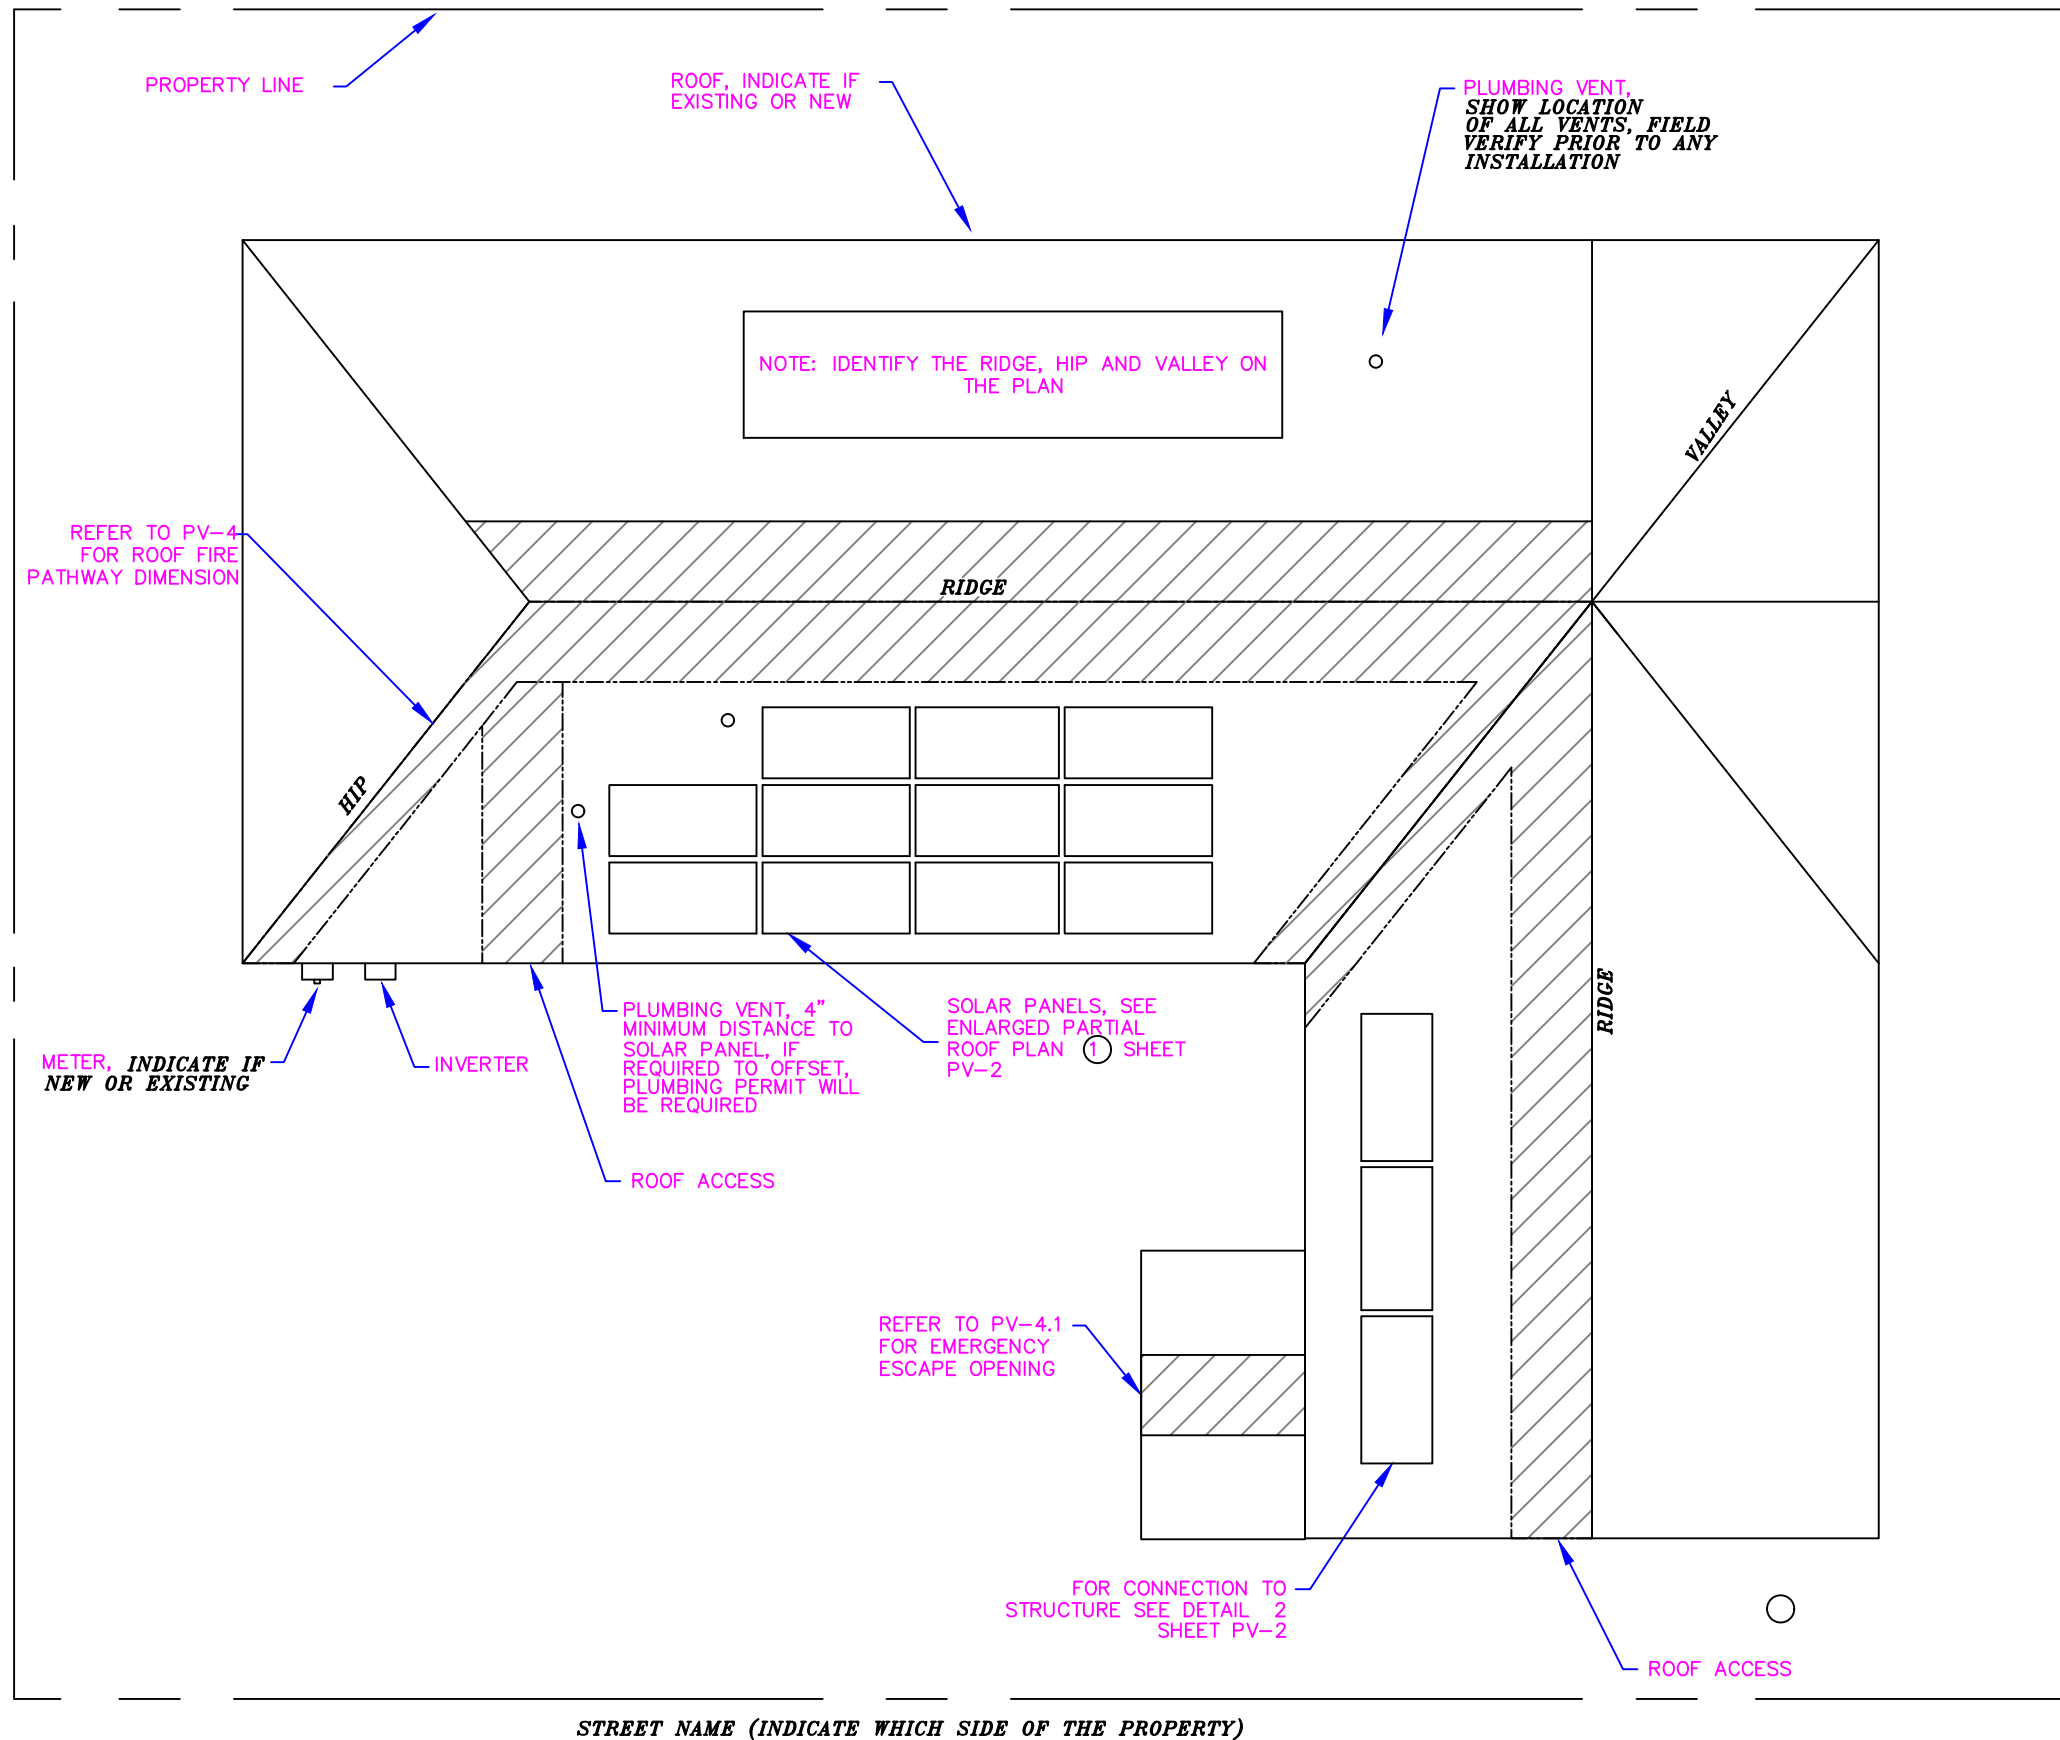 PROPERTY LINE
ROOF, INDICATE IF
EXISTING OR NEW
PLUMBING VENT,
SHOW LOCATION
OF ALL VENTS, FIELD
VERIFY PRIOR TO ANY
INSTALLATION
NOTE: IDENTIFY THE RIDGE, HIP AND VALLEY ON
THE PLAN
VALLEY
REFER TO PV-4
FOR ROOF FIRE
PATHWAY DIMENSION
RIDGE
HIP
RIDGE
METER, INDICATE IF
NEW OR EXISTING
INVERTER
PLUMBING VENT, 4"
MINIMUM DISTANCE TO
SOLAR PANEL, IF
REQUIRED TO OFFSET,
PLUMBING PERMIT WILL
BE REQUIRED
SOLAR PANELS, SEE
ENLARGED PARTIAL
ROOF PLAN 1 SHEET
PV-2
ROOF ACCESS
REFER TO PV-4.1
FOR EMERGENCY
ESCAPE OPENING
FOR CONNECTION TO
STRUCTURE SEE DETAIL 2
SHEET PV-2
ROOF ACCESS
STREET NAME (INDICATE WHICH SIDE OF THE PROPERTY)